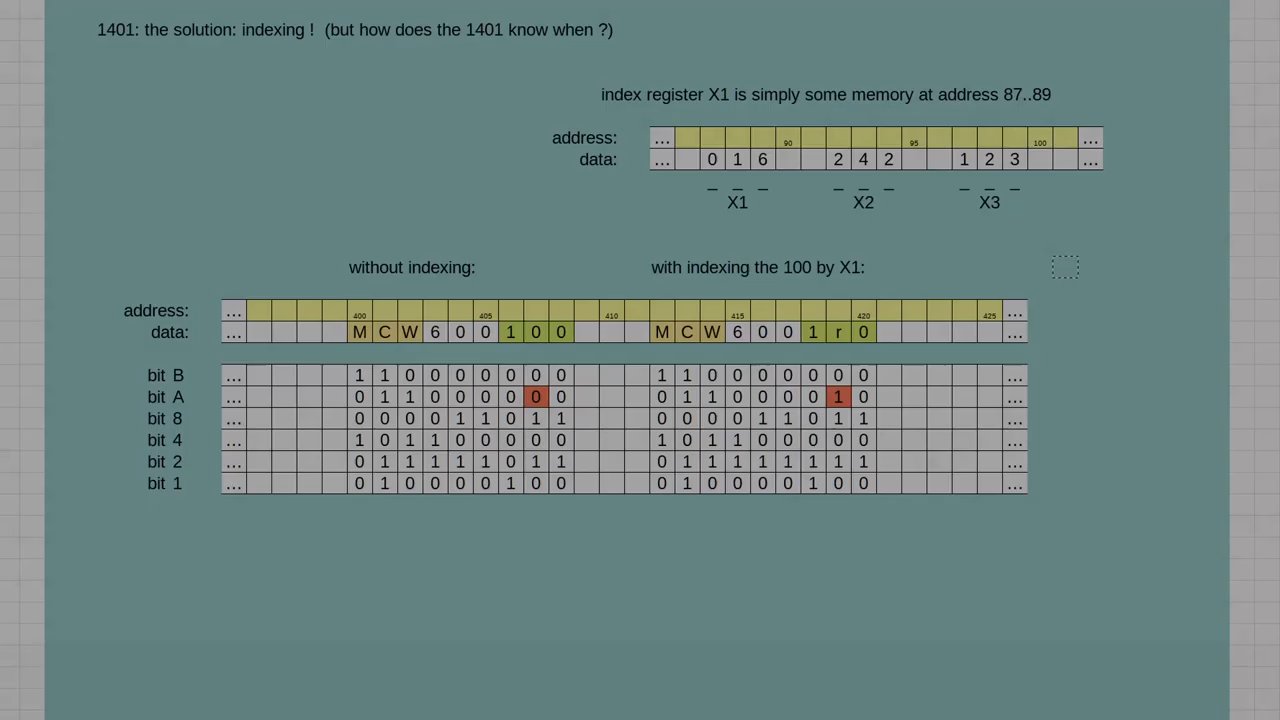 1401: the solution: indexing ! (but how does the 1401 know when ?)
index register X1 is simply some memory at address 87..89
address: ... 90 95 100 ...
data: ... 0 1 6 2 4 2 1 2 3 ...
_ _ _ _ _ _ _ _ _
X1 X2 X3
without indexing: with indexing the 100 by X1:
address: ... 400 405 410 415 420 425 ...
data: ... M C W 6 0 0 1 0 0 M C W 6 0 0 1 r 0 ...
bit B ... 1 1 0 0 0 0 0 0 0 1 1 0 0 0 0 0 0 0 ...
bit A ... 0 1 1 0 0 0 0 0 0 0 1 1 0 0 0 0 1 0 ...
bit 8 ... 0 0 0 0 1 1 0 1 1 0 0 0 0 1 1 0 1 1 ...
bit 4 ... 1 0 1 1 0 0 0 0 0 1 0 1 1 0 0 0 0 0 ...
bit 2 ... 0 1 1 1 1 1 0 1 1 0 1 1 1 1 1 1 1 1 ...
bit 1 ... 0 1 0 0 0 0 1 0 0 0 1 0 0 0 0 1 0 0 ...